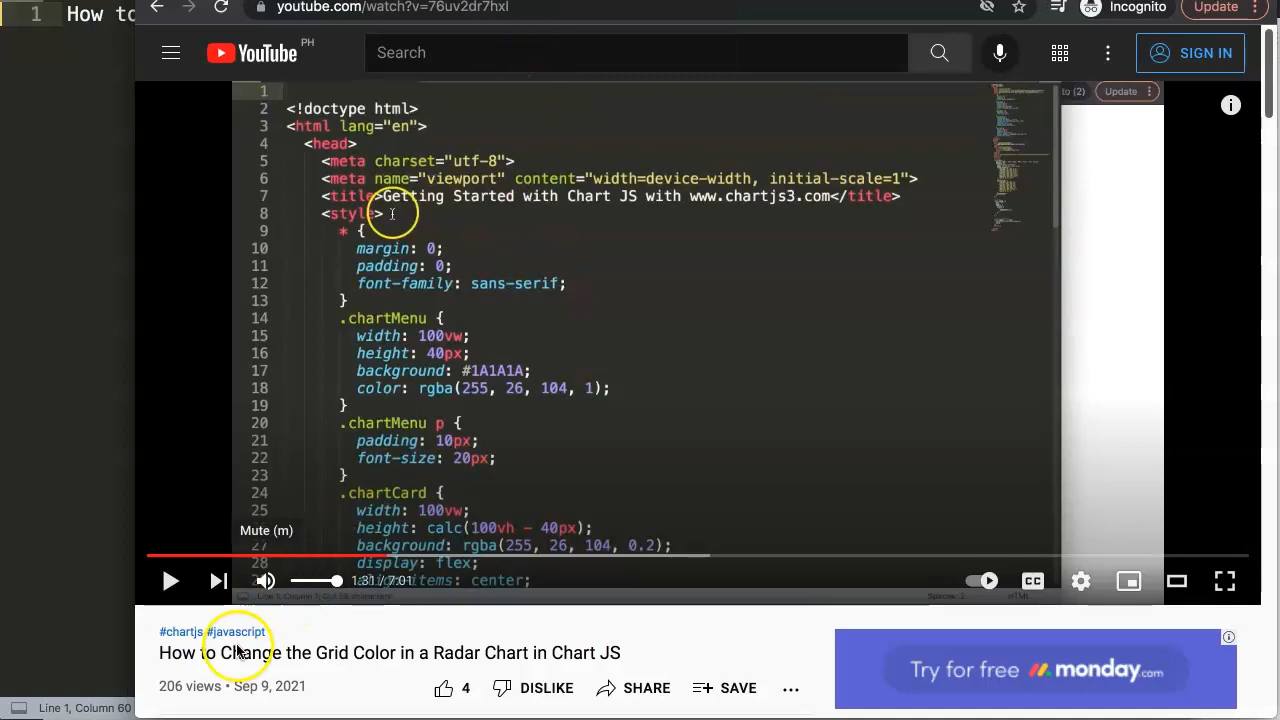 1 How to
youtube.com/watch?v=76uv2dr7hxI
Incognito
Update
YouTube PH
Search
SIGN IN
to (2)
Update
1
2 <!doctype html>
3 <html lang="en">
4 <head>
5 <meta charset="utf-8">
6 <meta name="viewport" content="width=device-width, initial-scale=1">
7 <title>Getting Started with Chart JS with www.chartjs3.com</title>
8 <style>
9 * {
10 margin: 0;
11 padding: 0;
12 font-family: sans-serif;
13 }
14 .chartMenu {
15 width: 100vw;
16 height: 40px;
17 background: #1A1A1A;
18 color: rgba(255, 26, 104, 1);
19 }
20 .chartMenu p {
21 padding: 10px;
22 font-size: 20px;
23 }
24 .chartCard {
25 width: 100vw;
height: calc(100vh - 40px);
27 background: rgba(255, 26, 104, 0.2);
28 display: flex;
align-items: center;
Mute (m)
1:31 / 7:01
CC
#chartjs #javascript
How to Change the Grid Color in a Radar Chart in Chart JS
206 views • Sep 9, 2021
4
DISLIKE
SHARE
SAVE
Try for free monday.com
Line 1, Column 60